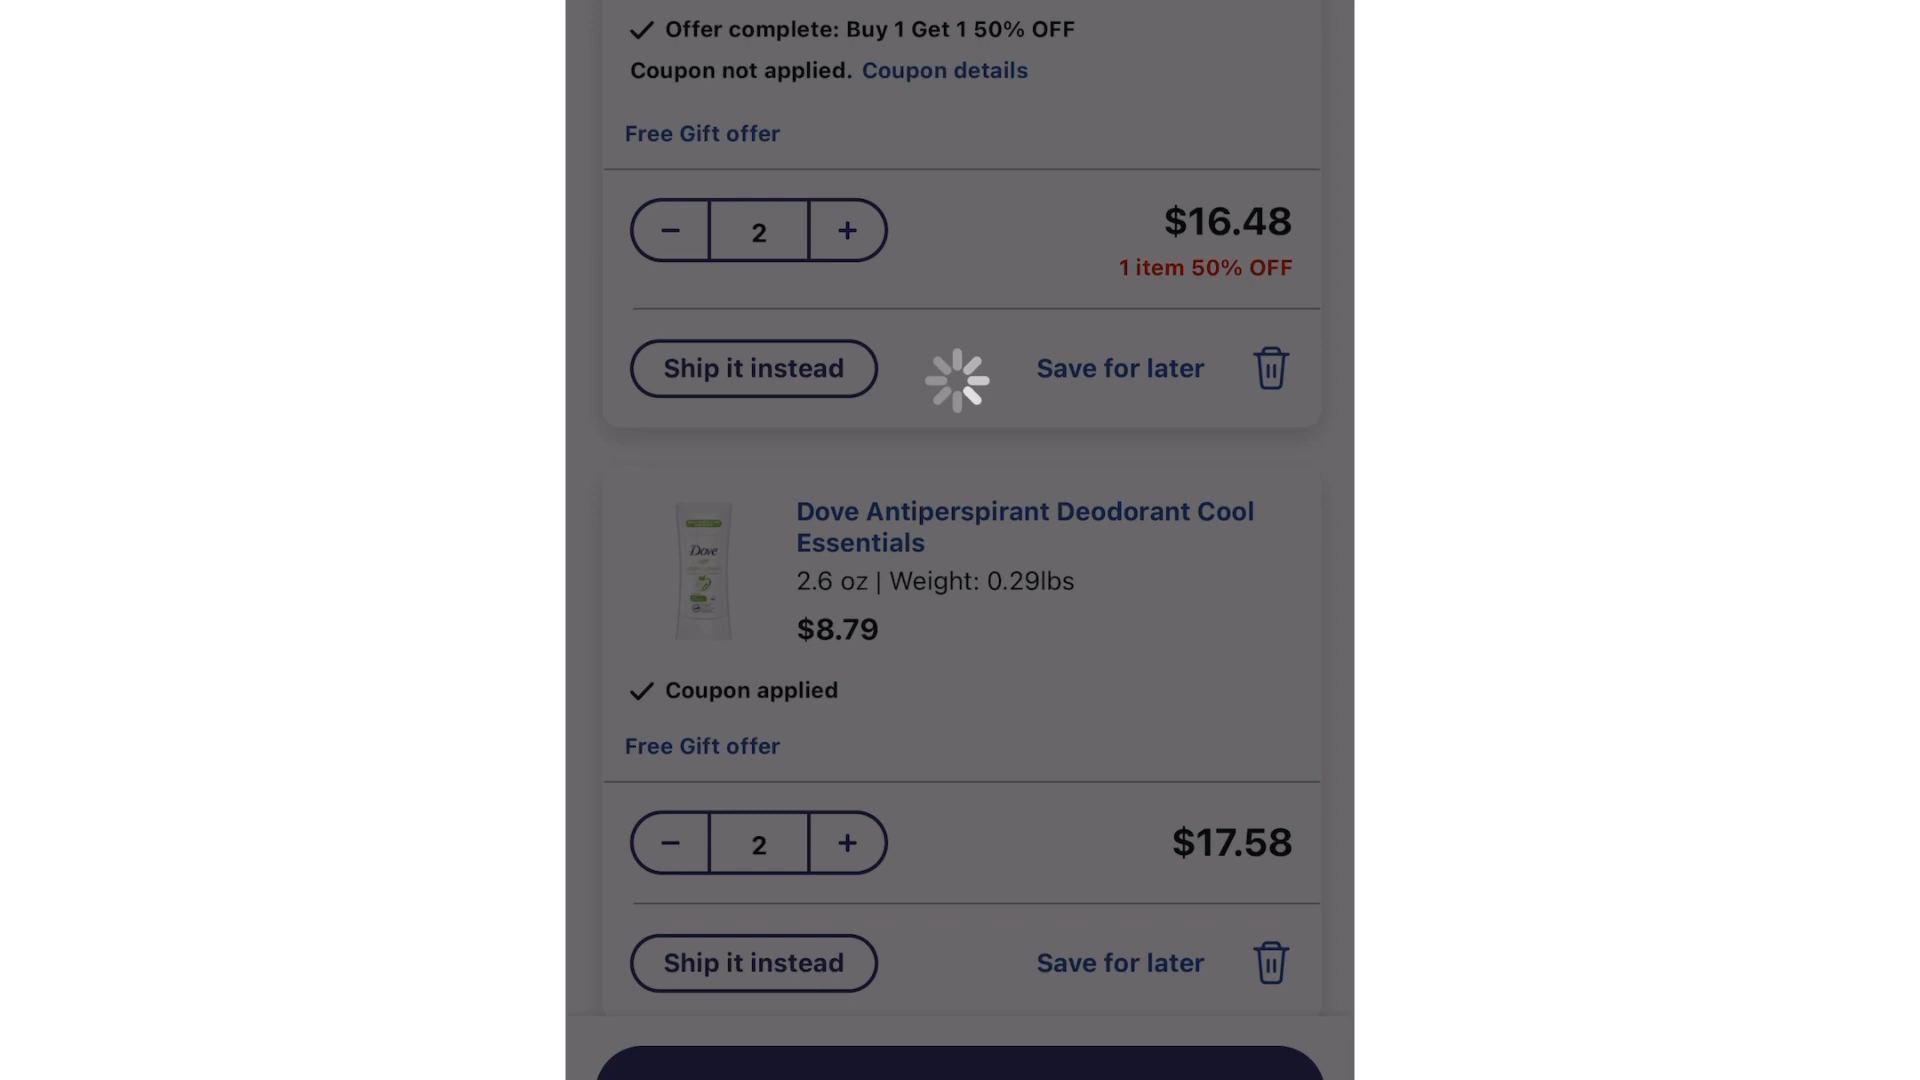 Offer complete: Buy 1 Get 1 50% OFF
Coupon not applied. Coupon details
Free Gift offer
− 2 +
$16.48
1 item 50% OFF
Ship it instead
Save for later
Dove Antiperspirant Deodorant Cool
Essentials
2.6 oz | Weight: 0.29lbs
Dove
$8.79
Coupon applied
Free Gift offer
− 2 +
$17.58
Ship it instead
Save for later